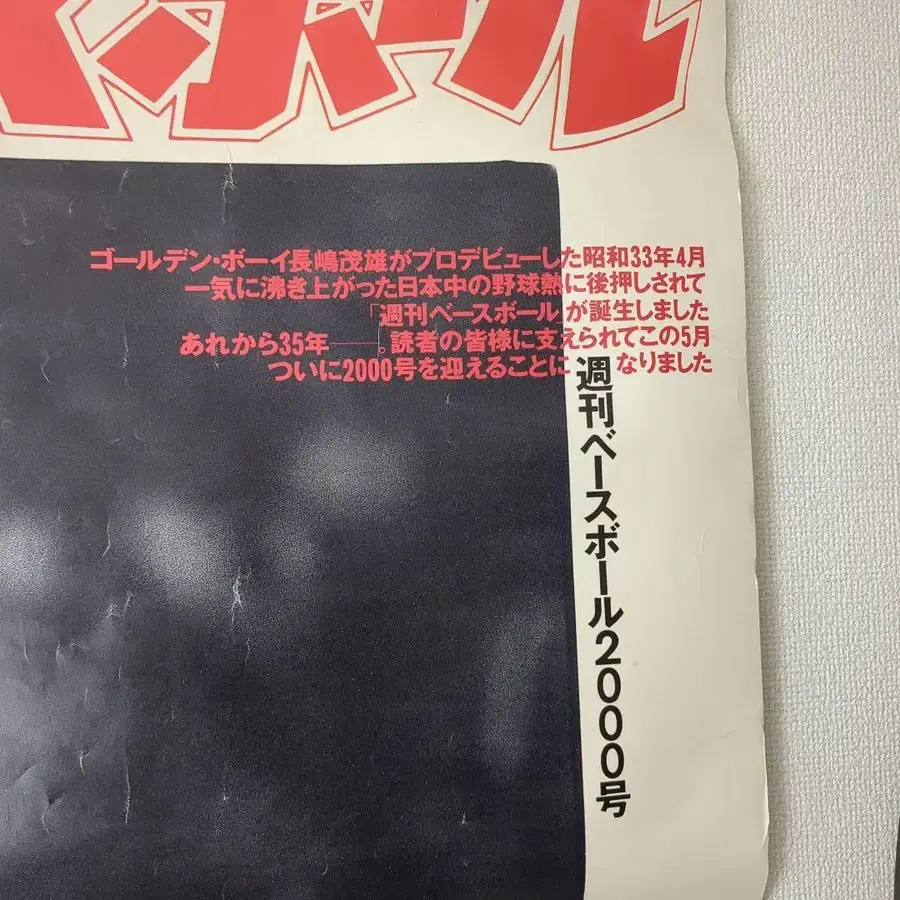 ボール
ゴールデン・ボーイ長嶋茂雄がプロデビューした昭和33年4月
一気に沸き上がった日本中の野球熱に後押しされて
「週刊ベースボール」が誕生しました
あれから35年――。読者の皆様に支えられてこの5月
ついに2000号を迎えることに なりました
週刊ベースボール2000号